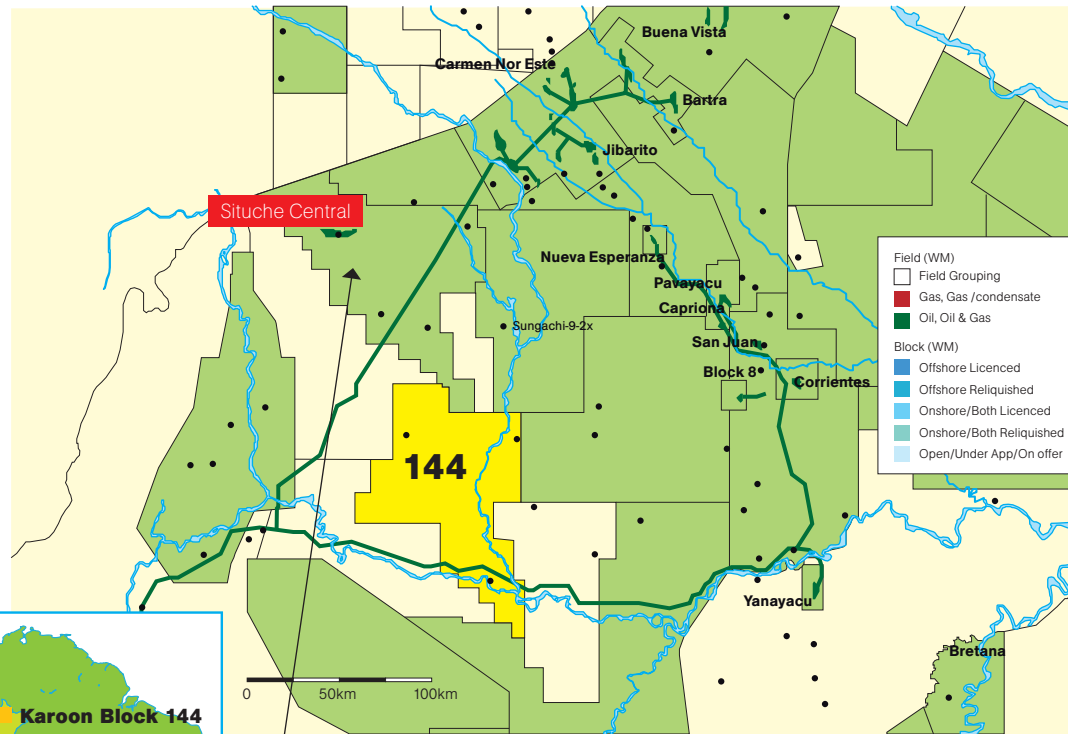 Buena Vista
Carmen Nor Este
Bartra
Jibarito
Situche Central
Nueva Esperanza
Pavayacu
Capriona
Sungachi-9-2x
San Juan
Block 8
Corrientes
144
Yanayacu
Bretana
0 50km 100km
Karoon Block 144
Field (WM)
Field Grouping
Gas, Gas /condensate
Oil, Oil & Gas
Block (WM)
Offshore Licenced
Offshore Reliquished
Onshore/Both Licenced
Onshore/Both Reliquished
Open/Under App/On offer